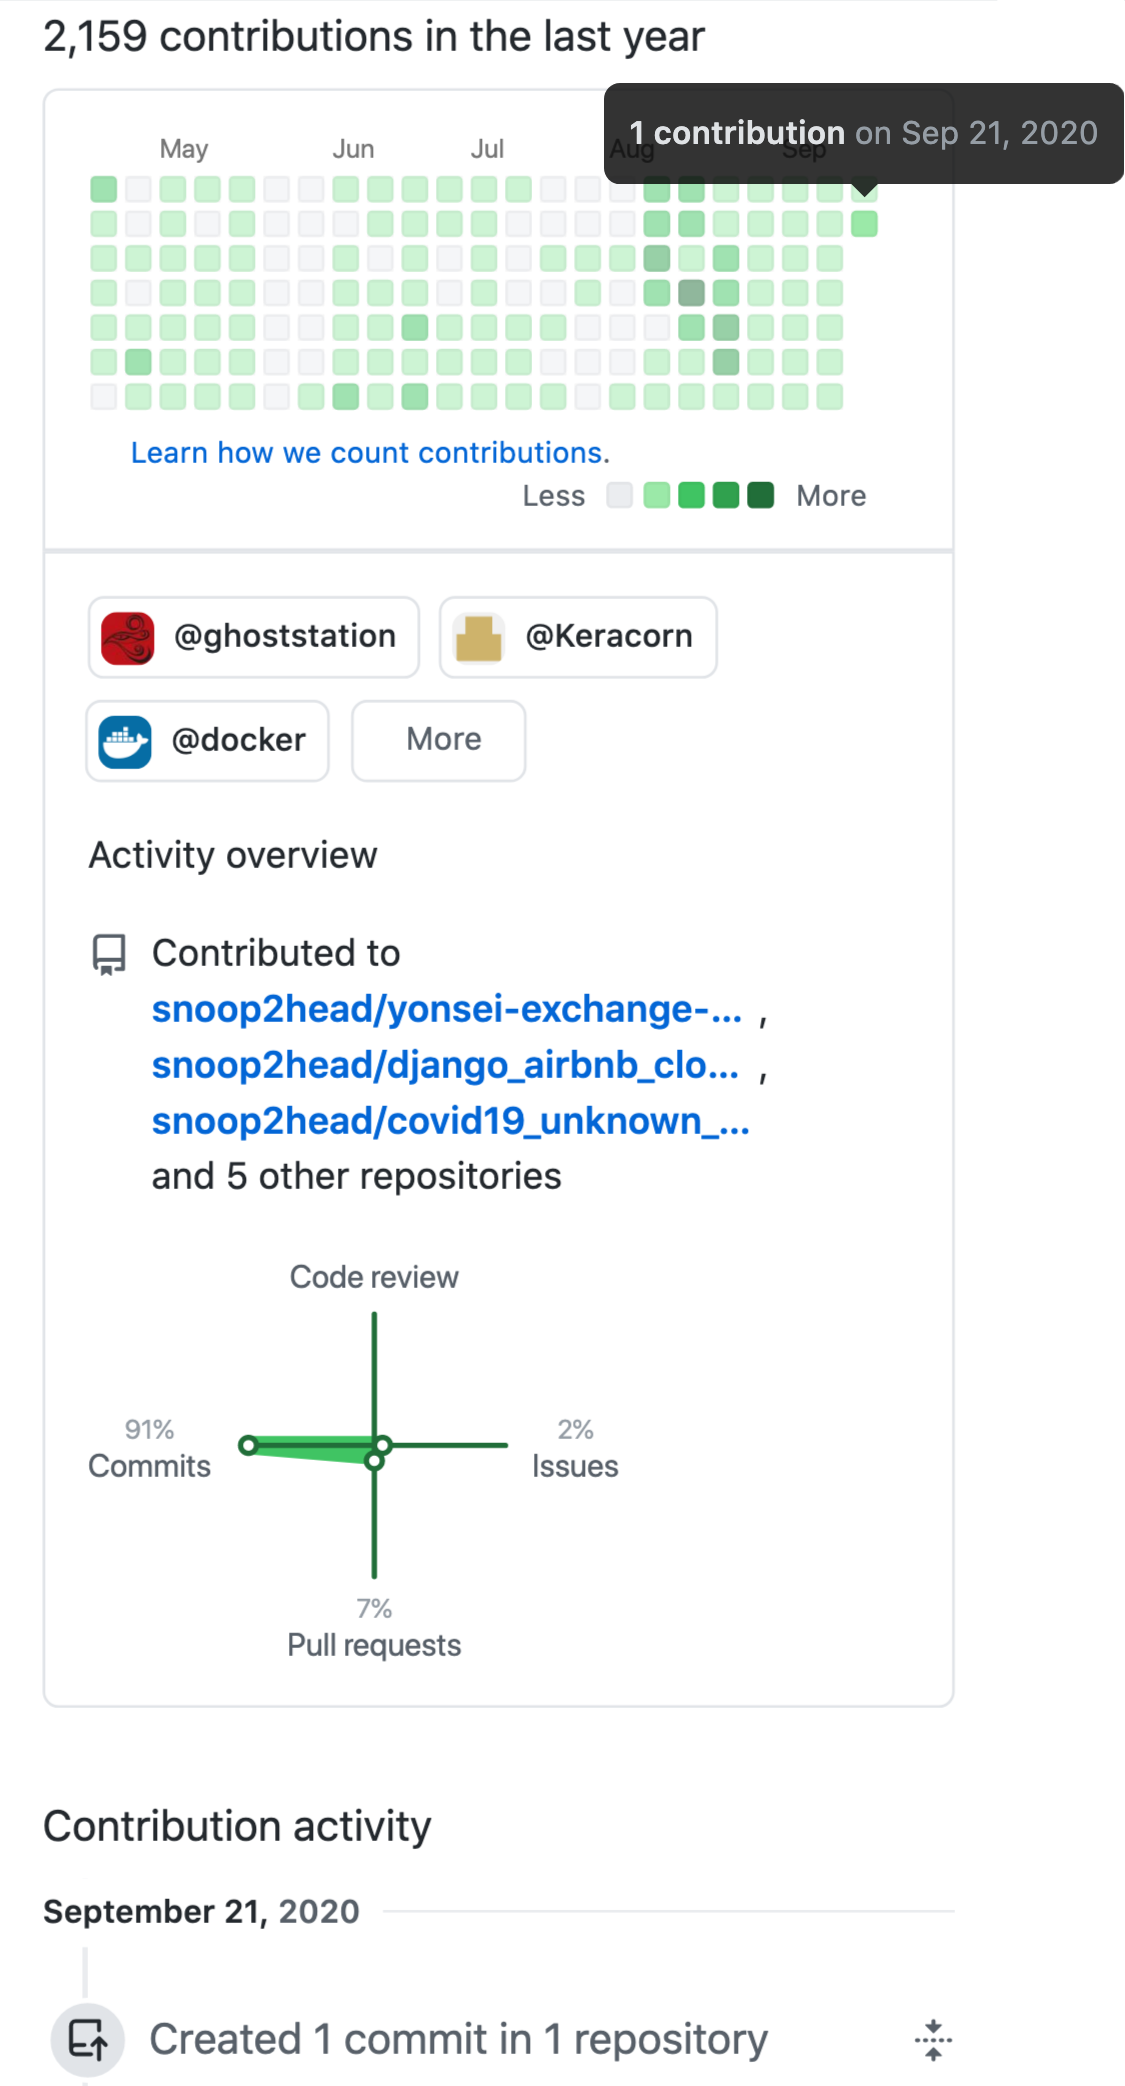 2,159 contributions in the last year
1 contribution on Sep 21, 2020
May Jun Jul Aug Sep
Learn how we count contributions.
Less More
@ghoststation @Keracorn
@docker More
Activity overview
Contributed to
snoop2head/yonsei-exchange-... ,
snoop2head/django_airbnb_clo... ,
snoop2head/covid19_unknown_...
and 5 other repositories
Code review
91% 2%
Commits Issues
7%
Pull requests
Contribution activity
September 21, 2020
Created 1 commit in 1 repository